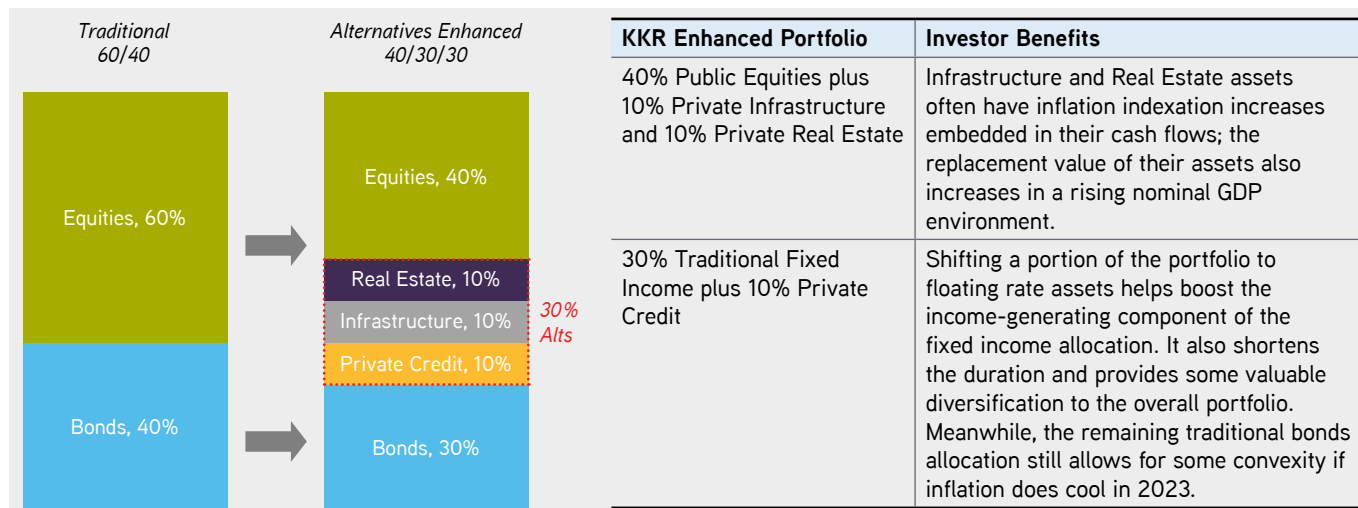 Traditional
60/40
Equities, 60%
Bonds, 40%
Alternatives Enhanced
40/30/30
Equities, 40%
Real Estate, 10%
Infrastructure, 10%
Private Credit, 10%
Bonds, 30%
30%
Alts
KKR Enhanced Portfolio
Investor Benefits
40% Public Equities plus
10% Private Infrastructure
and 10% Private Real Estate
Infrastructure and Real Estate assets
often have inflation indexation increases
embedded in their cash flows; the
replacement value of their assets also
increases in a rising nominal GDP
environment.
30% Traditional Fixed
Income plus 10% Private
Credit
Shifting a portion of the portfolio to
floating rate assets helps boost the
income-generating component of the
fixed income allocation. It also shortens
the duration and provides some valuable
diversification to the overall portfolio.
Meanwhile, the remaining traditional bonds
allocation still allows for some convexity if
inflation does cool in 2023.